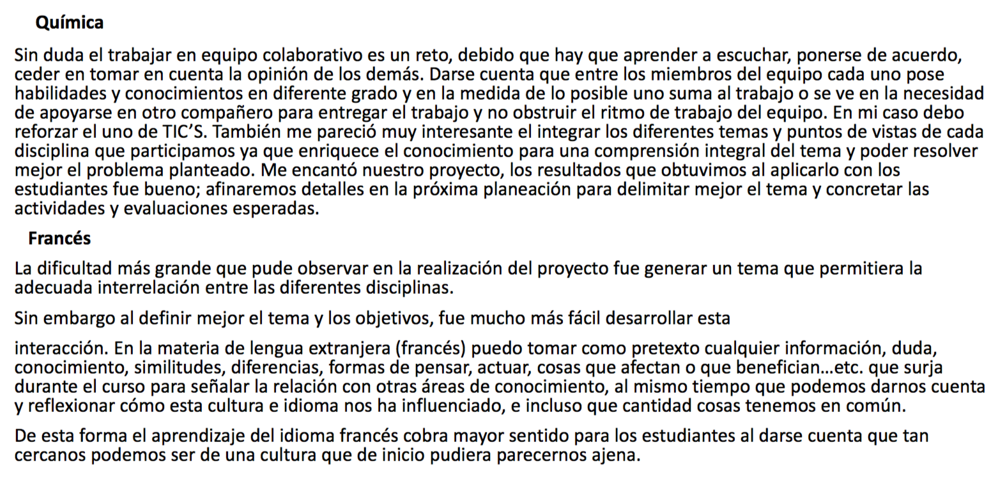 Química
Sin duda el trabajar en equipo colaborativo es un reto, debido que hay que aprender a escuchar, ponerse de acuerdo,
ceder en tomar en cuenta la opinión de los demás. Darse cuenta que entre los miembros del equipo cada uno pose
habilidades y conocimientos en diferente grado y en la medida de lo posible uno suma al trabajo o se ve en la necesidad
de apoyarse en otro compañero para entregar el trabajo y no obstruir el ritmo de trabajo del equipo. En mi caso debo
reforzar el uno de TIC’S. También me pareció muy interesante el integrar los diferentes temas y puntos de vistas de cada
disciplina que participamos ya que enriquece el conocimiento para una comprensión integral del tema y poder resolver
mejor el problema planteado. Me encantó nuestro proyecto, los resultados que obtuvimos al aplicarlo con los
estudiantes fue bueno; afinaremos detalles en la próxima planeación para delimitar mejor el tema y concretar las
actividades y evaluaciones esperadas.
Francés
La dificultad más grande que pude observar en la realización del proyecto fue generar un tema que permitiera la
adecuada interrelación entre las diferentes disciplinas.
Sin embargo al definir mejor el tema y los objetivos, fue mucho más fácil desarrollar esta
interacción. En la materia de lengua extranjera (francés) puedo tomar como pretexto cualquier información, duda,
conocimiento, similitudes, diferencias, formas de pensar, actuar, cosas que afectan o que benefician...etc. que surja
durante el curso para señalar la relación con otras áreas de conocimiento, al mismo tiempo que podemos darnos cuenta
y reflexionar cómo esta cultura e idioma nos ha influenciado, e incluso que cantidad cosas tenemos en común.
De esta forma el aprendizaje del idioma francés cobra mayor sentido para los estudiantes al darse cuenta que tan
cercanos podemos ser de una cultura que de inicio pudiera parecernos ajena.